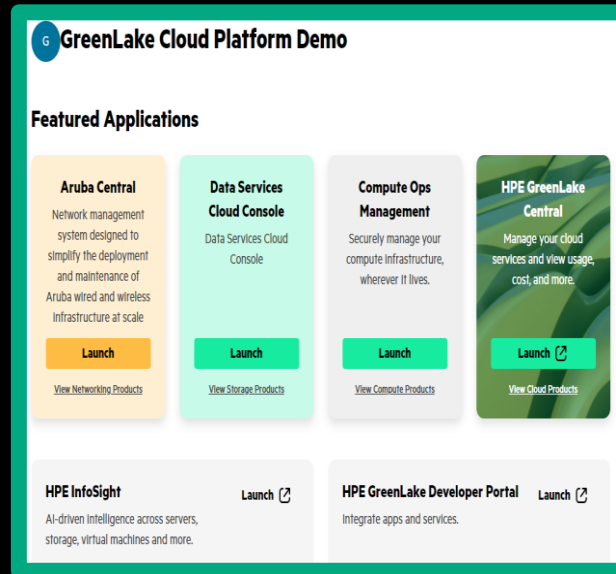 G
GreenLake Cloud Platform Demo
Featured Applications
Aruba Central
Network management
system designed to
simplify the deployment
and maintenance of
Aruba wired and wireless
infrastructure at scale
Launch
View Networking Products
Data Services
Cloud Console
Data Services Cloud
Console
Launch
View Storage Products
Compute Ops
Management
Securely manage your
compute infrastructure,
wherever it lives.
Launch
View Compute Products
HPE GreenLake
Central
Manage your cloud
services and view usage,
cost, and more.
Launch
View Cloud Products
HPE InfoSight
Launch
AI-driven intelligence across servers,
storage, virtual machines and more.
HPE GreenLake Developer Portal
Launch
Integrate apps and services.